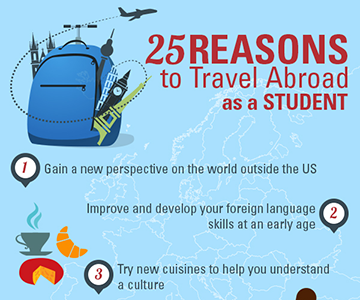 25 REASONS
to Travel Abroad
as a STUDENT
1 Gain a new perspective on the world outside the US
Improve and develop your foreign language 2
skills at an early age
3 Try new cuisines to help you understand
a culture